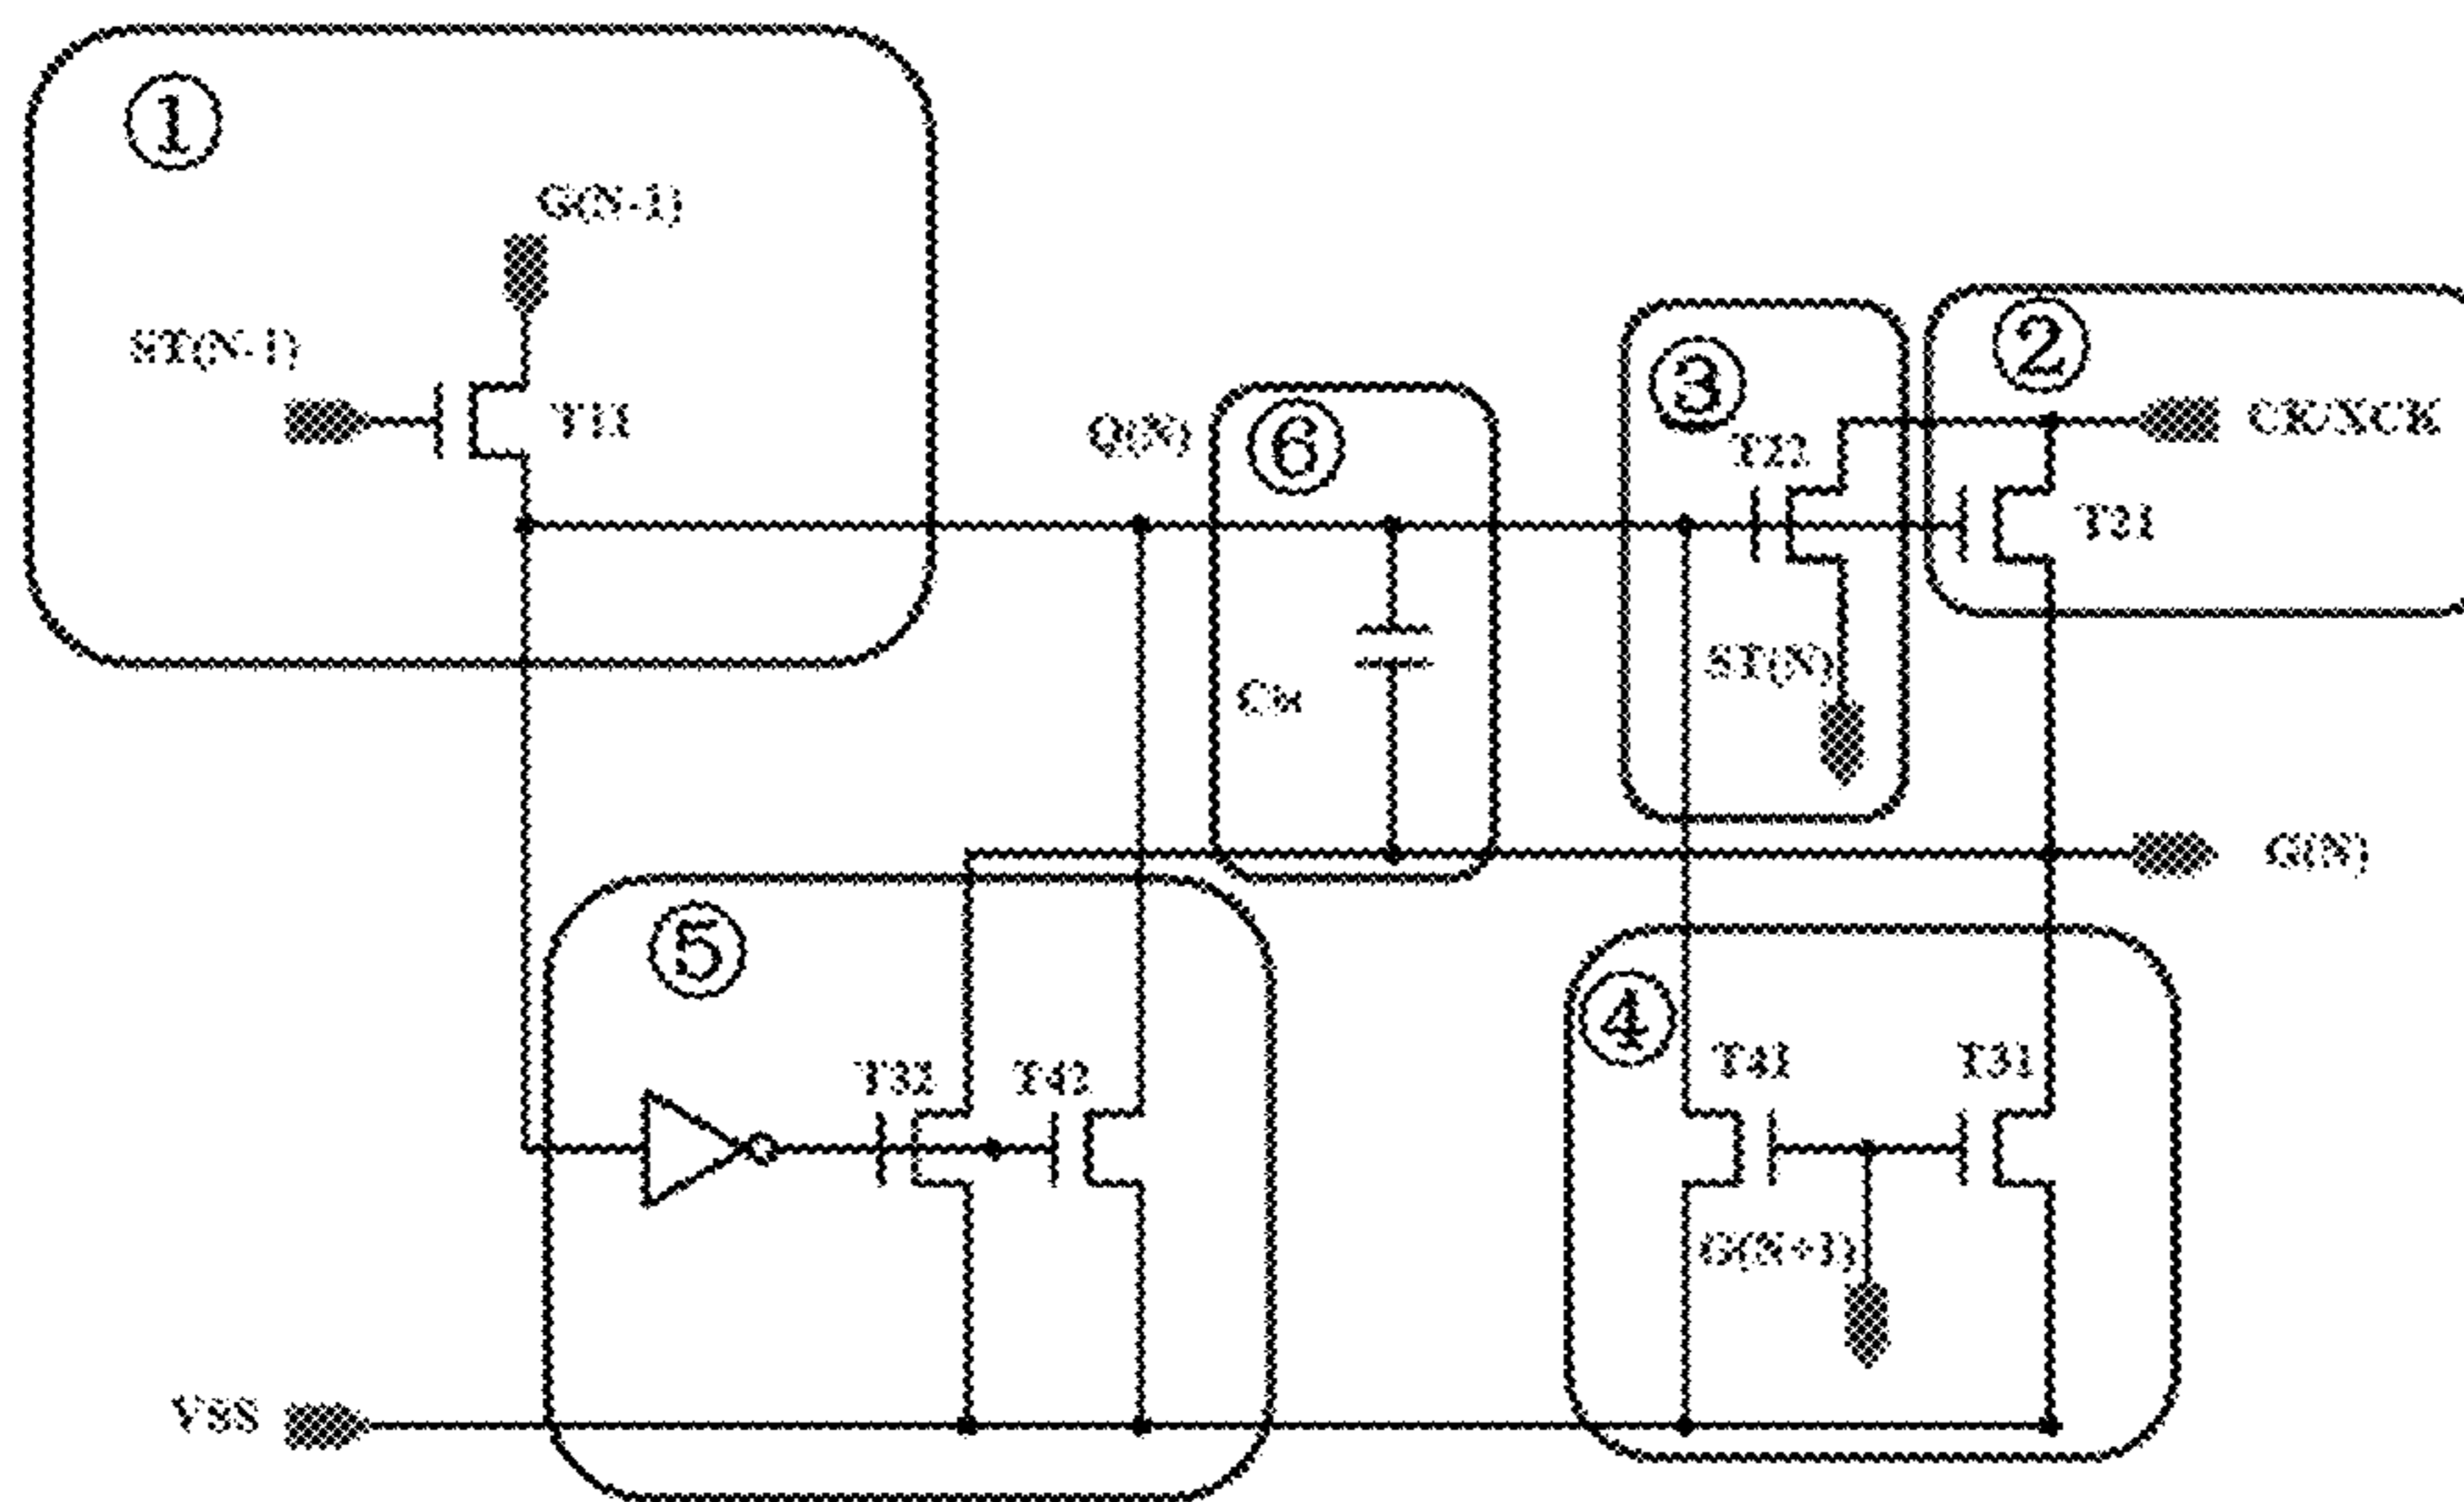 ①
G(N-1)
ST(N-1)
T11
②
③
CK/XCK
Q(N)
⑥
T22
T21
ST(N)
G(N)
⑤
④
T32
T42
T41
T31
G(N+1)
VSS